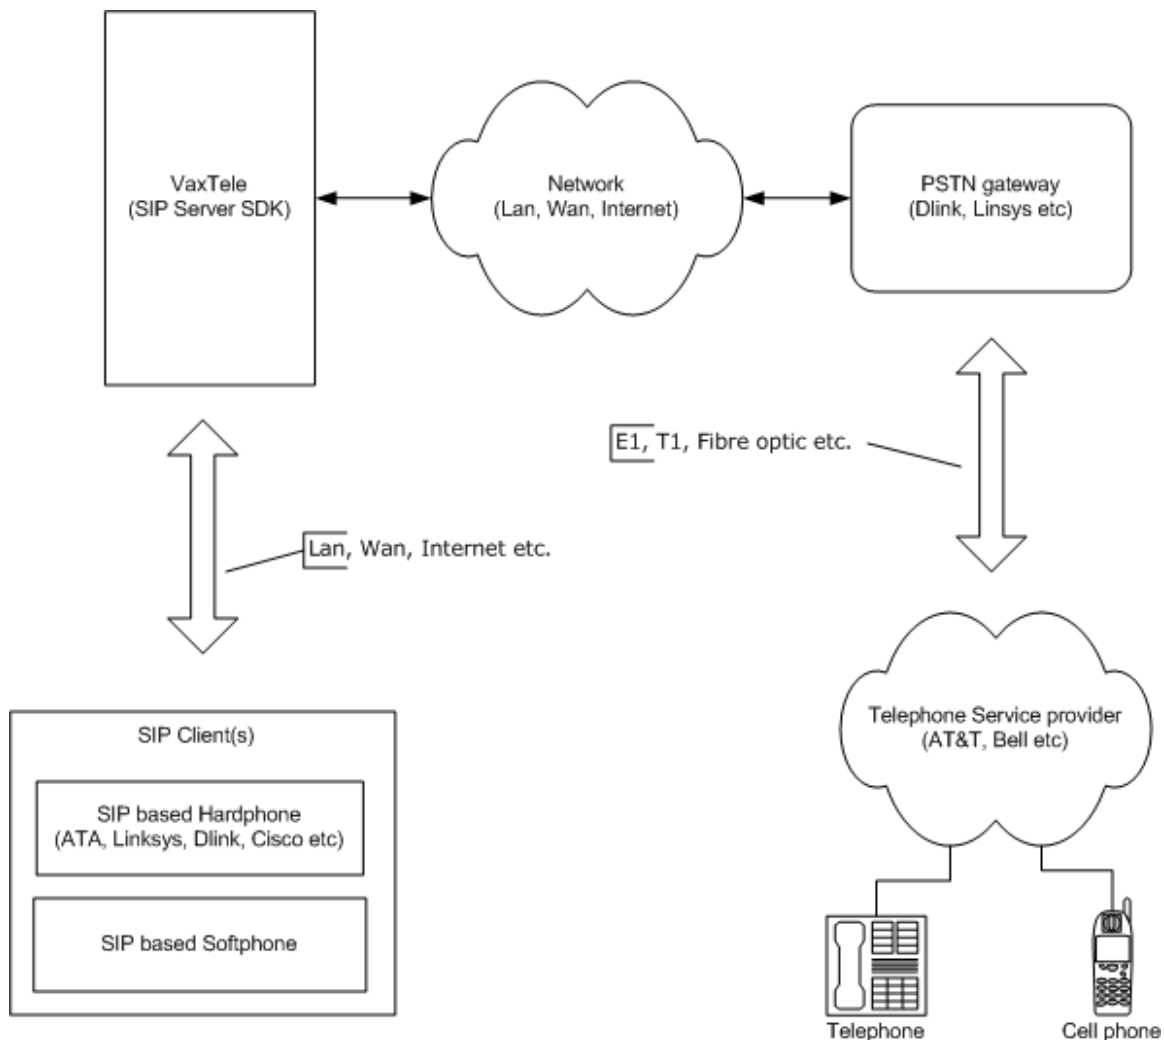 VaxTele
(SIP Server SDK)
Network
(Lan, Wan, Internet)
PSTN gateway
(Dlink, Linsys etc)
E1, T1, Fibre optic etc.
Lan, Wan, Internet etc.
SIP Client(s)
SIP based Hardphone
(ATA, Linksys, Dlink, Cisco etc)
SIP based Softphone
Telephone Service provider
(AT&T, Bell etc)
Telephone
Cell phone